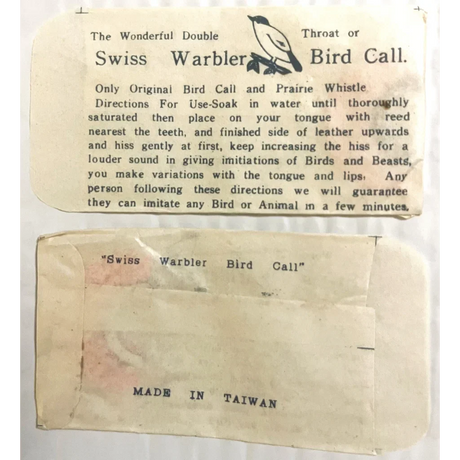 The Wonderful Double Throat or
Swiss Warbler Bird Call.
Only Original Bird Call and Prairie Whistle
Directions For Use-Soak in water until thoroughly
saturated then place on your tongue with reed
nearest the teeth, and finished side of leather upwards
and hiss gently at first, keep increasing the hiss for a
louder sound in giving imitiations of Birds and Beasts,
you make variations with the tongue and lips. Any
person following these directions we will guarantee
they can imitate any Bird or Animal in a few minutes.
"Swiss Warbler Bird Call"
MADE IN TAIWAN